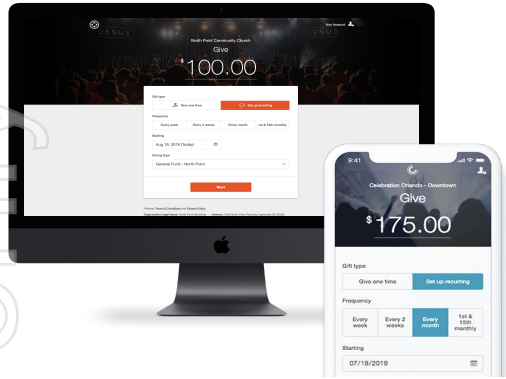 JESUS
JESUS
Your Account
North Point Community Church
Give
$100.00
Gift type
Give one time
Set up recurring
Frequency
Every week
Every 2 weeks
Every month
1st & 15th monthly
Starting
Aug 19, 2019 (Today)
Giving Type
General Fund - North Point
Next
9:41
Celebration Orlando - Downtown
Give
$175.00
Gift type
Give one time
Set up recurring
Frequency
Every week
Every 2 weeks
Every month
1st & 15th monthly
Starting
07/18/2019